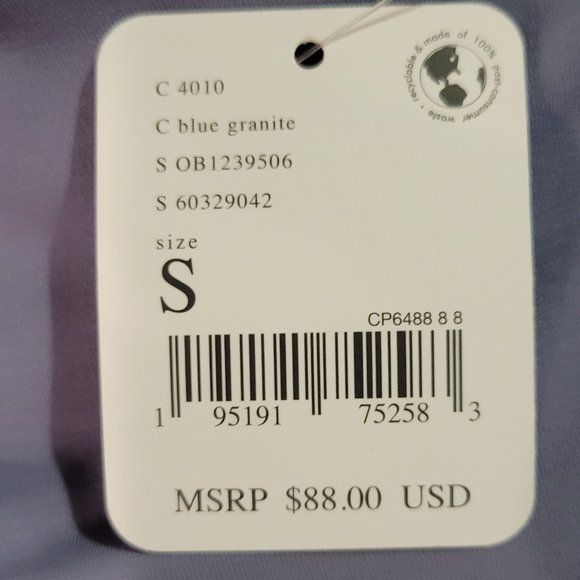 recyclable & made of 100% post-consumer waste •
C 4010
C blue granite
S OB1239506
S 60329042
size
S
CP6488 8 8
1 95191 75258 3
MSRP $88.00 USD